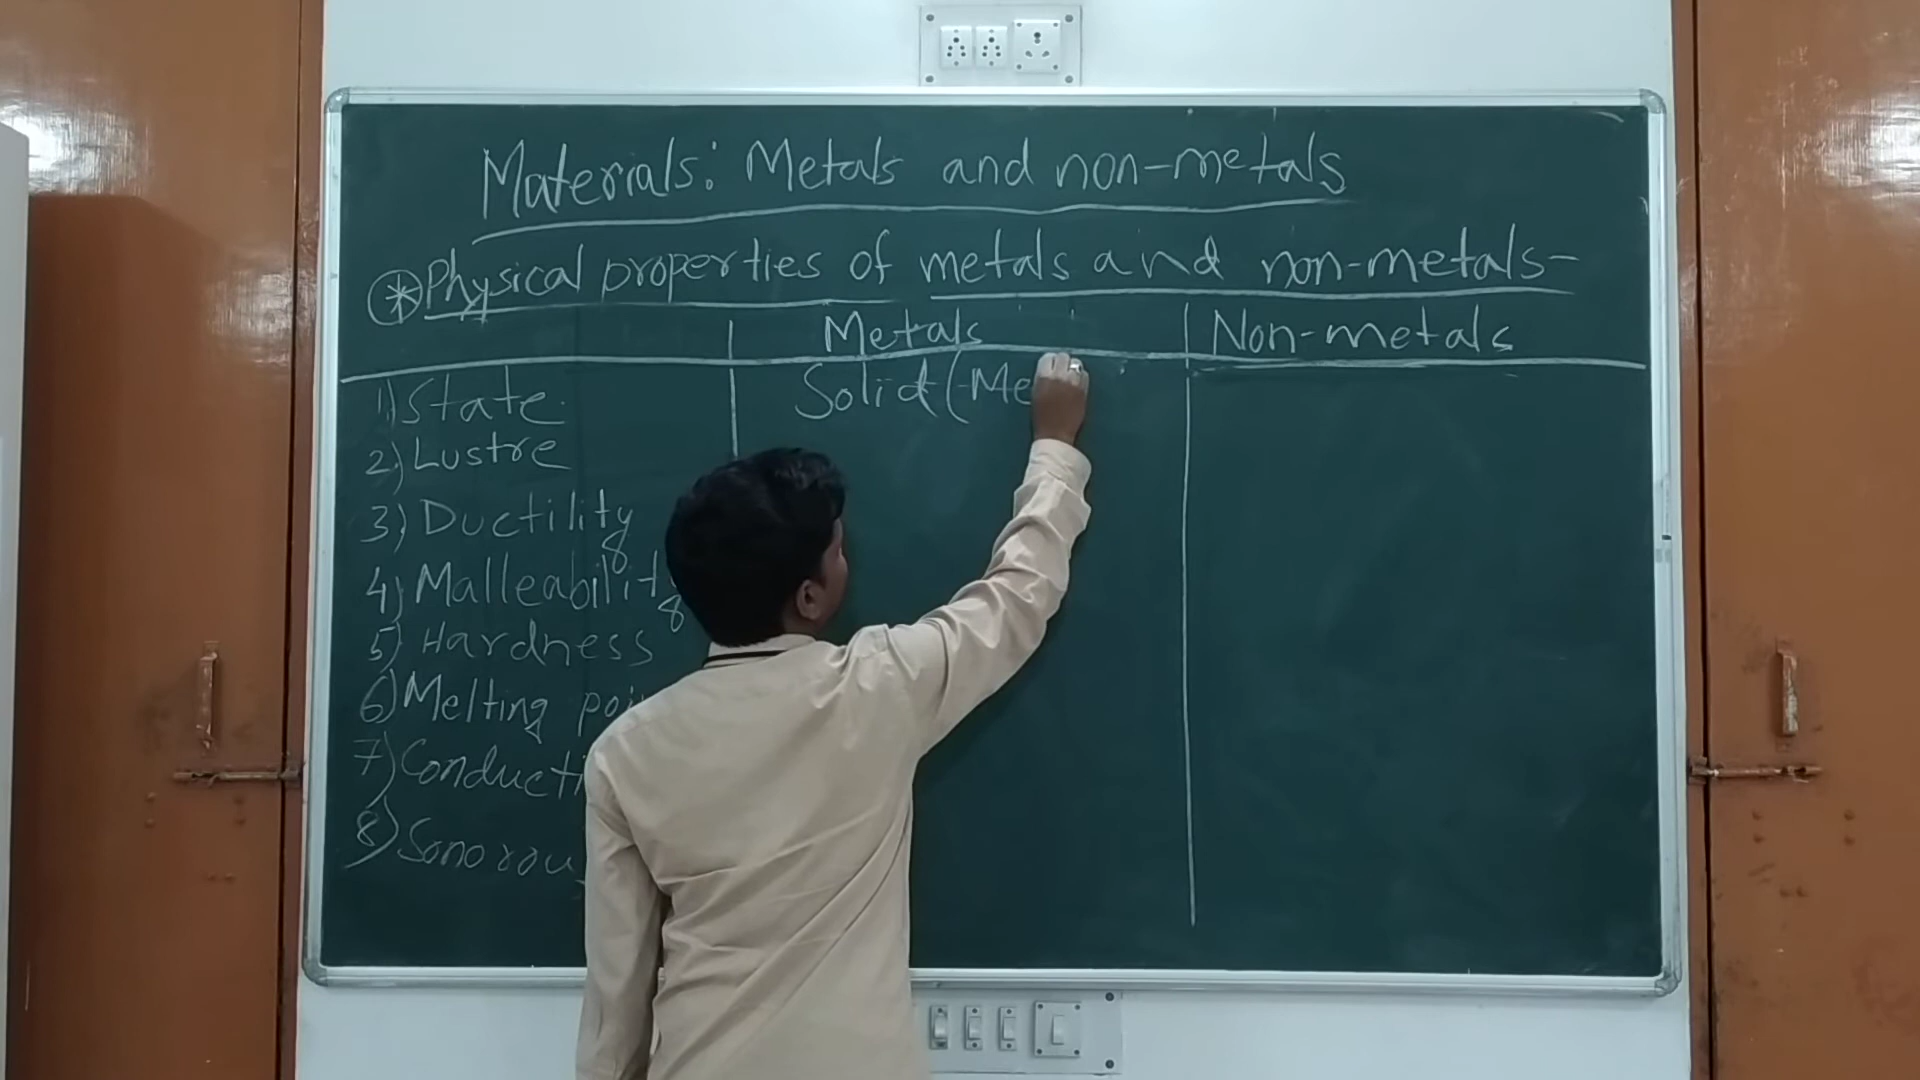 Materials: Metals and non-metals
Physical properties of metals and non-metals-
Metals Non-metals
1) State Solid (Me
2) Lustre
3) Ductility
4) Malleability
5) Hardness
6) Melting poi
7) Conducti
8) Sonorou